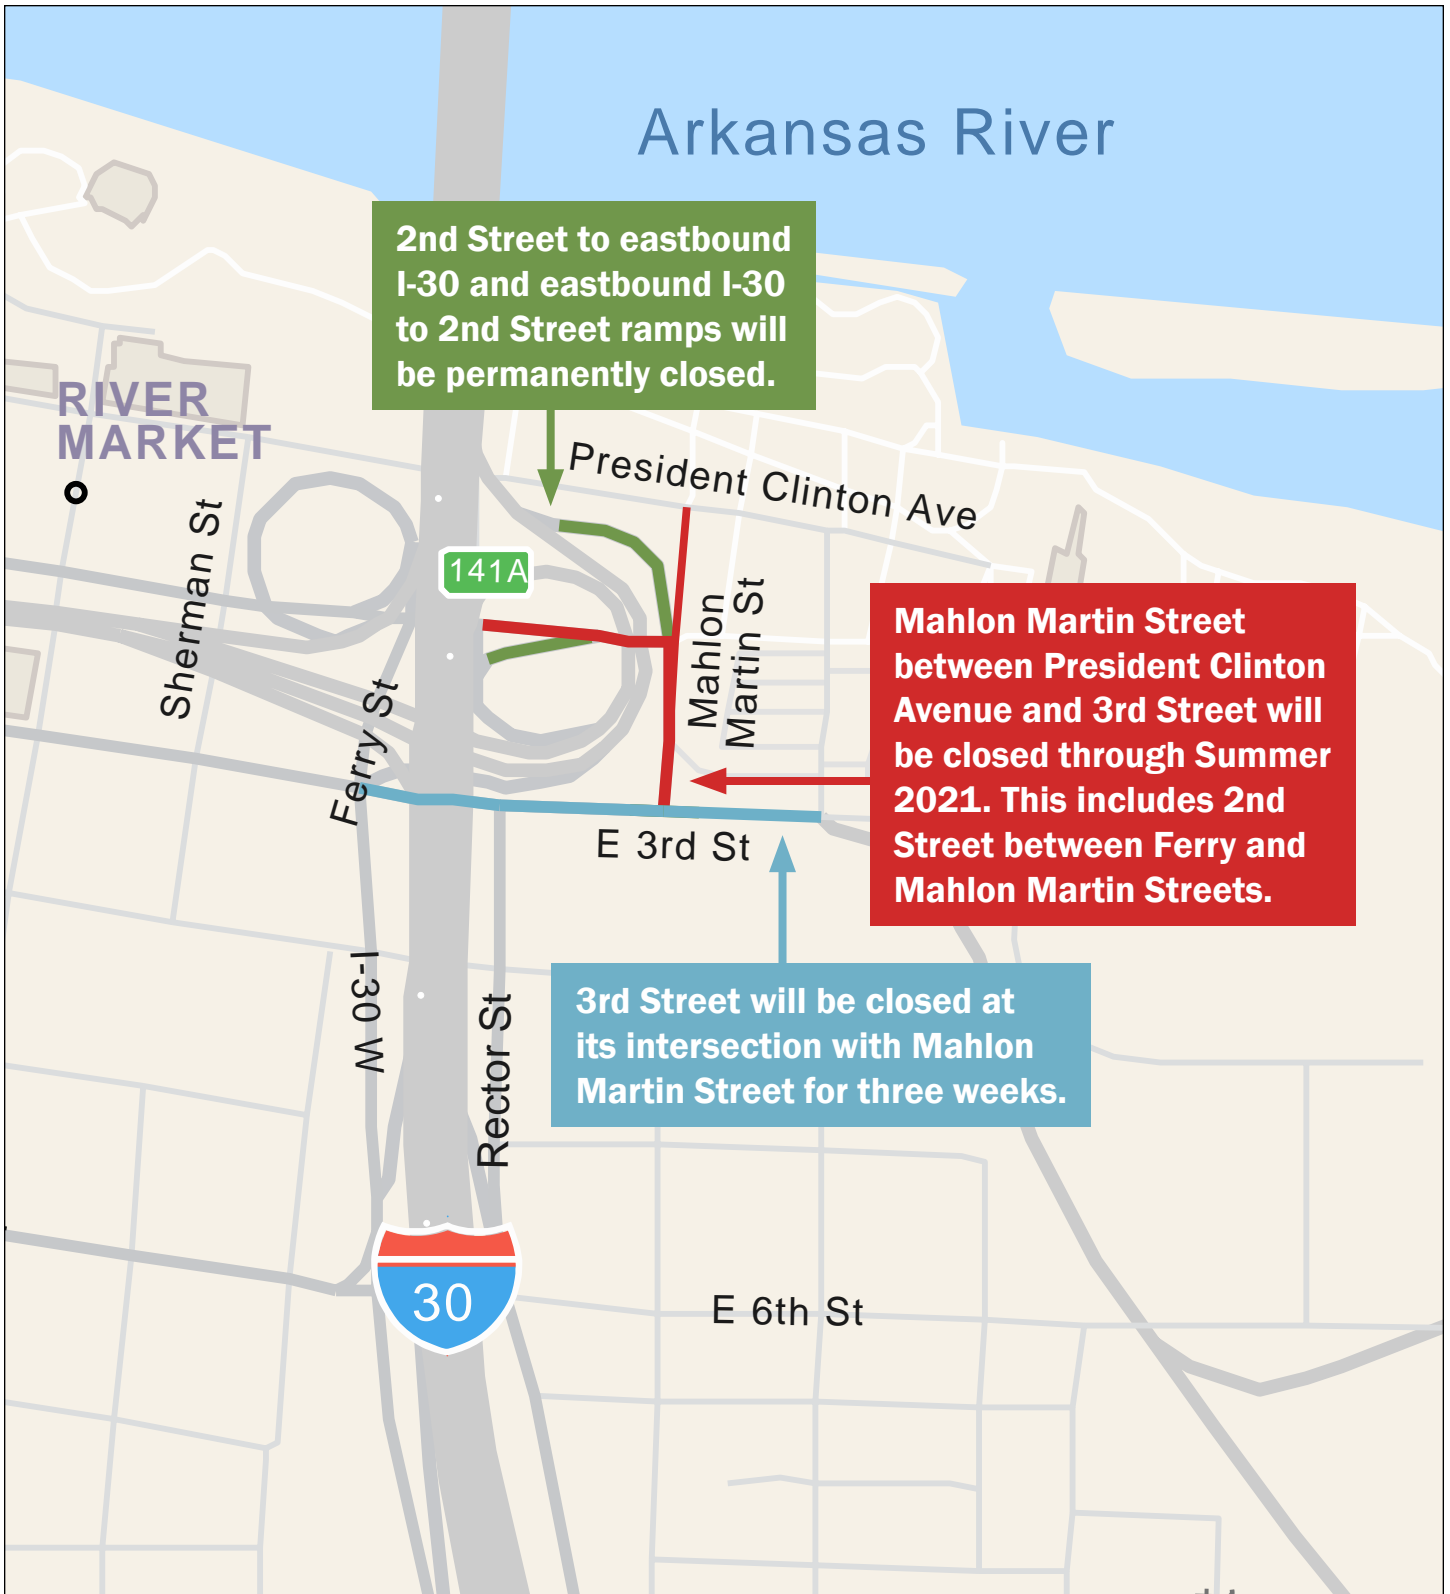 Arkansas River
2nd Street to eastbound
I-30 and eastbound I-30
to 2nd Street ramps will
be permanently closed.
RIVER
MARKET
President Clinton Ave
Sherman St
141A
Mahlon
Martin St
Ferry St
Mahlon Martin Street
between President Clinton
Avenue and 3rd Street will
be closed through Summer
2021. This includes 2nd
Street between Ferry and
Mahlon Martin Streets.
E 3rd St
I-30 W
Rector St
3rd Street will be closed at
its intersection with Mahlon
Martin Street for three weeks.
30
E 6th St